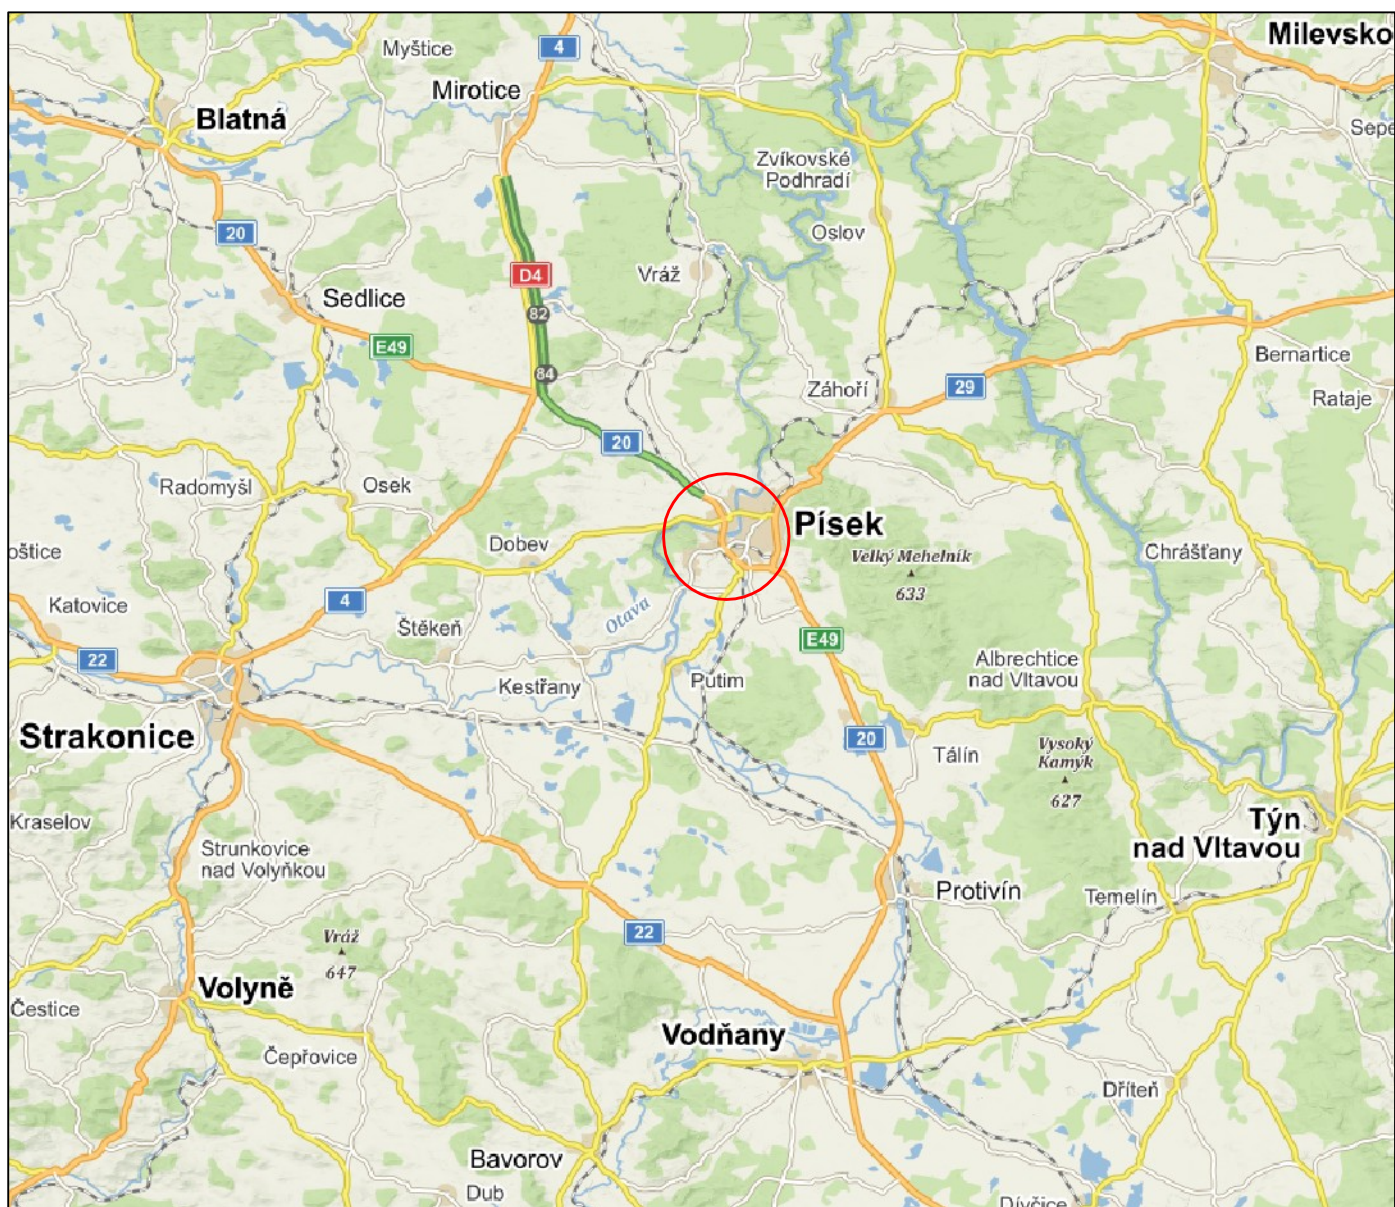 Milevsko
Myštice
4
Mirotice
Blatná
Sepe
Zvíkovské
Podhradí
20
Oslov
D4
Vráž
Sedlice
82
E49
Bernartice
84
Záhoří
29
Rataje
20
Radomyšl
Osek
Písek
Dobev
Velký Mehelník
633
Chrášťany
oštice
Katovice
4
Otava
Štěkeň
E49
22
Albrechtice
nad Vltavou
Kestřany
Putim
Strakonice
20
Tálín
Vysoký
Kamýk
627
Kraselov
Týn
nad Vltavou
Strunkovice
nad Volyňkou
Protivín
Temelín
22
Vráž
647
Volyně
Čestice
Vodňany
Čepřovice
Dříteň
Bavorov
Dub
Dívčice